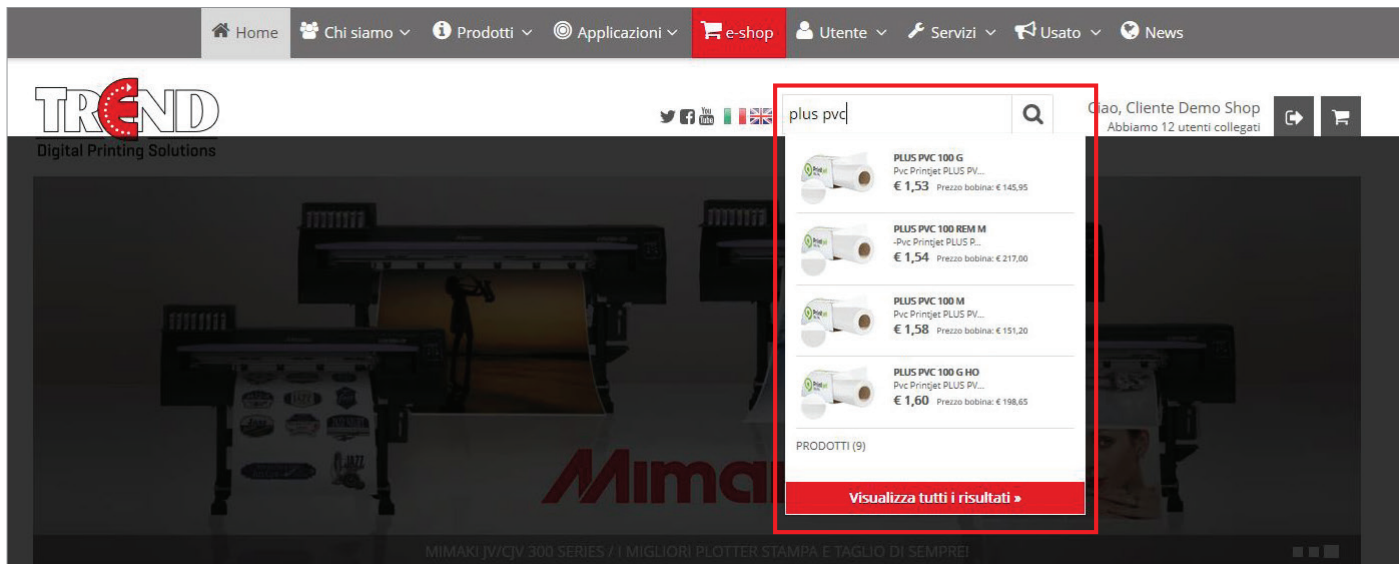 Home Chi siamo Prodotti Applicazioni e-shop Utente Servizi Usato News
TREND
Digital Printing Solutions
You Tube
plus pvc
Ciao, Cliente Demo Shop
Abbiamo 12 utenti collegati
PLUS PVC 100 G
Pvc Printjet PLUS PV...
€ 1,53 Prezzo bobina: € 145,95
PLUS PVC 100 REM M
-Pvc Printjet PLUS P...
€ 1,54 Prezzo bobina: € 217,00
PLUS PVC 100 M
Pvc Printjet PLUS PV...
€ 1,58 Prezzo bobina: € 151,20
PLUS PVC 100 G HO
Pvc Printjet PLUS PV...
€ 1,60 Prezzo bobina: € 198,65
PRODOTTI (9)
Visualizza tutti i risultati »
MIMAKI JV/CJV 300 SERIES / I MIGLIORI PLOTTER STAMPA E TAGLIO DI SEMPRE!